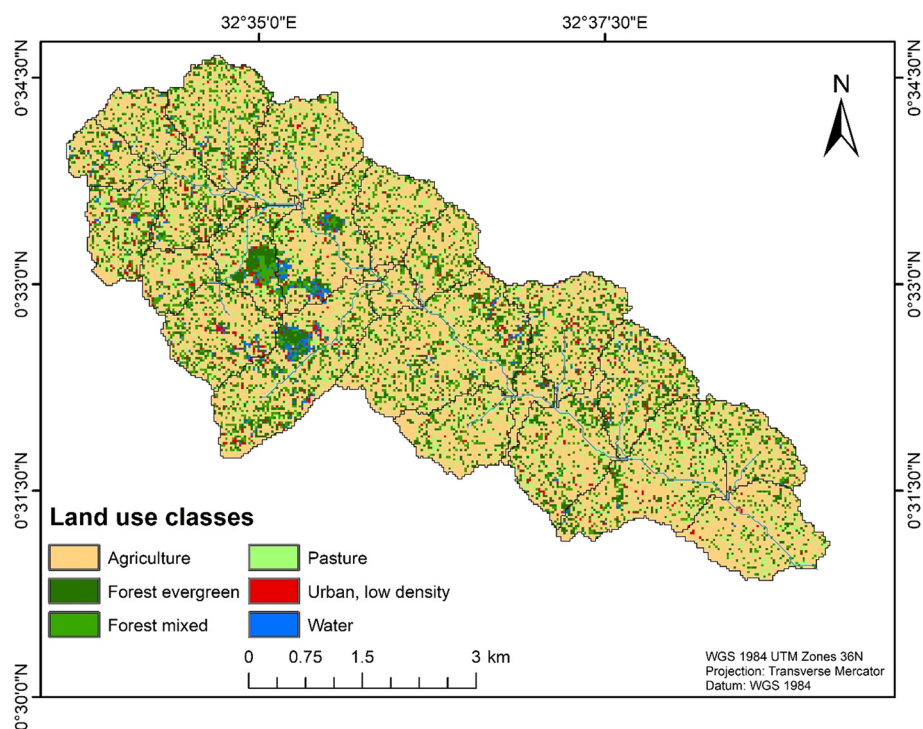 32°35'0"E 32°37'30"E
0°34'30"N 0°34'30"N
N
0°33'0"N 0°33'0"N
0°31'30"N 0°31'30"N
Land use classes
Agriculture Pasture
Forest evergreen Urban, low density
Forest mixed Water
0 0.75 1.5 3 km
WGS 1984 UTM Zones 36N
Projection: Transverse Mercator
Datum: WGS 1984
0°30'0"N 0°30'0"N